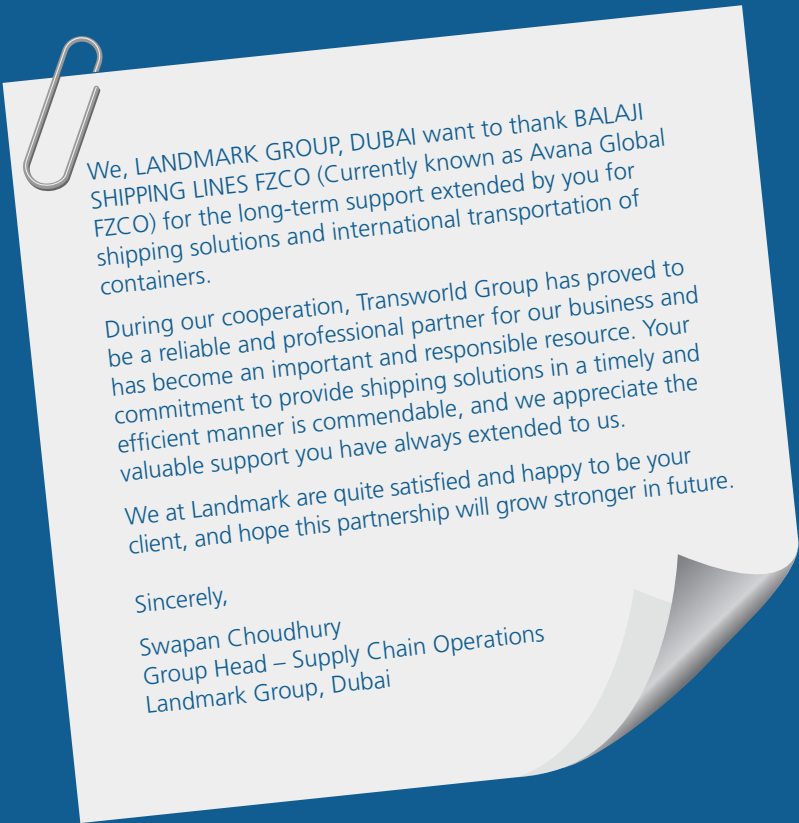 We, LANDMARK GROUP, DUBAI want to thank BALAJI
SHIPPING LINES FZCO (Currently known as Avana Global
FZCO) for the long-term support extended by you for
shipping solutions and international transportation of
containers.
During our cooperation, Transworld Group has proved to
be a reliable and professional partner for our business and
has become an important and responsible resource. Your
commitment to provide shipping solutions in a timely and
efficient manner is commendable, and we appreciate the
valuable support you have always extended to us.
We at Landmark are quite satisfied and happy to be your
client, and hope this partnership will grow stronger in future.
Sincerely,
Swapan Choudhury
Group Head – Supply Chain Operations
Landmark Group, Dubai